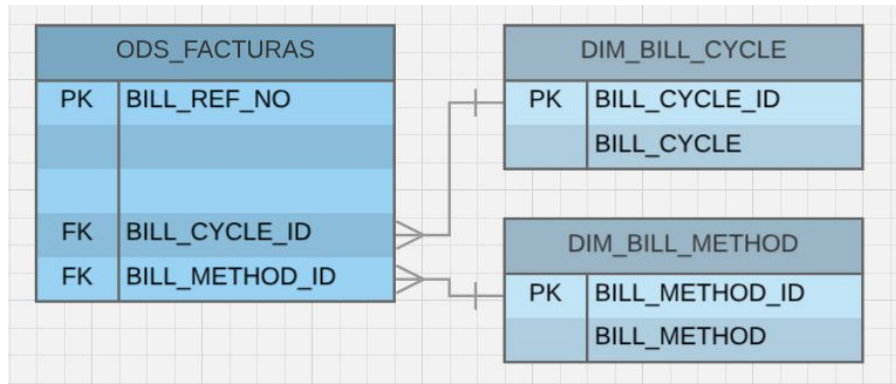 ODS_FACTURAS
PK BILL_REF_NO
FK BILL_CYCLE_ID
FK BILL_METHOD_ID
DIM_BILL_CYCLE
PK BILL_CYCLE_ID
BILL_CYCLE
DIM_BILL_METHOD
PK BILL_METHOD_ID
BILL_METHOD